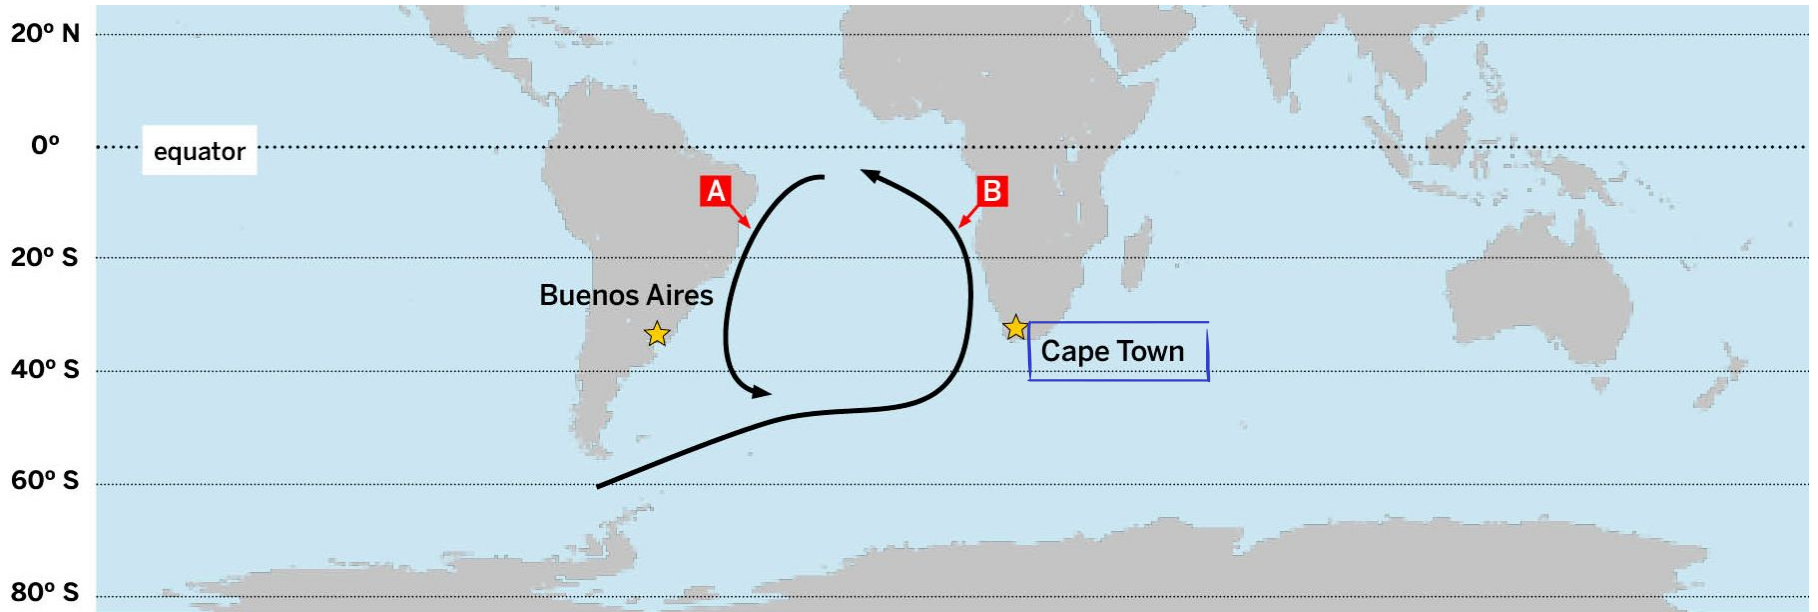 20º N
0º
equator
A
B
20º S
Buenos Aires
Cape Town
40º S
60º S
80º S